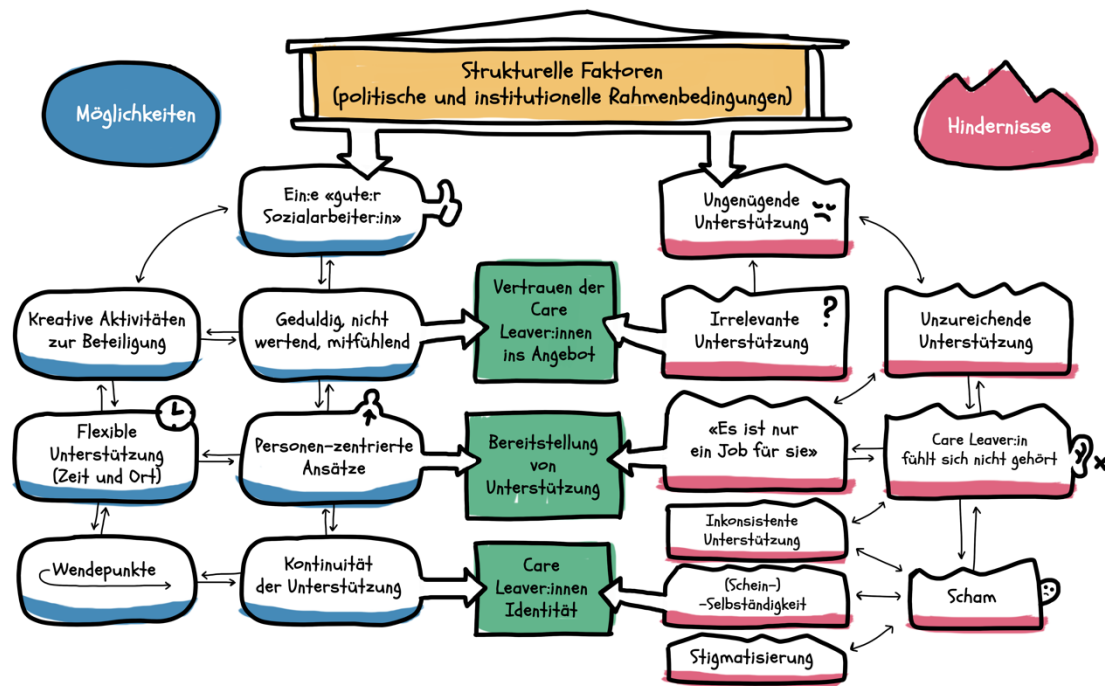 Strukturelle Faktoren
(politische und institutionelle Rahmenbedingungen)
Möglichkeiten
Hindernisse
Ein:e «gute:r
Sozialarbeiter:in»
Ungenügende
Unterstützung
Kreative Aktivitäten
zur Beteiligung
Geduldig, nicht
wertend, mitfühlend
Vertrauen der
Care
Leaver:innen
ins Angebot
Irrelevante
Unterstützung
?
Unzureichende
Unterstützung
Flexible
Unterstützung
(Zeit und Ort)
Personen-zentrierte
Ansätze
Bereitstellung
von
Unterstützung
«Es ist nur
ein Job für sie»
Care Leaver:in
fühlt sich nicht gehört
Inkonsistente
Unterstützung
Wendepunkte
Kontinuität
der Unterstützung
Care
Leaver:innen
Identität
(Schein-)
-Selbständigkeit
Scham
Stigmatisierung